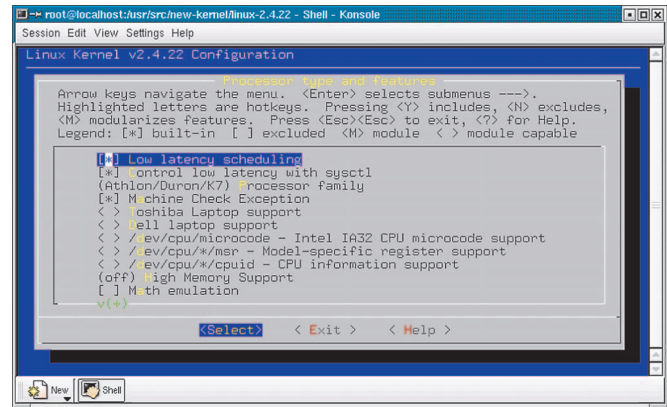 root@localhost:/usr/src/new-kernel/linux-2.4.22 - Shell - Konsole
Session Edit View Settings Help
Linux Kernel v2.4.22 Configuration
Processor type and features
Arrow keys navigate the menu. <Enter> selects submenus --->.
Highlighted letters are hotkeys. Pressing <Y> includes, <N> excludes,
<M> modularizes features. Press <Esc><Esc> to exit, <?> for Help.
Legend: [*] built-in [ ] excluded <M> module < > module capable
[*] Low latency scheduling
[*] Control low latency with sysctl
(Athlon/Duron/K7) Processor family
[*] Machine Check Exception
< > Toshiba Laptop support
< > Dell laptop support
< > /dev/cpu/microcode - Intel IA32 CPU microcode support
< > /dev/cpu/*/msr - Model-specific register support
< > /dev/cpu/*/cpuid - CPU information support
(off) High Memory Support
[ ] Math emulation
v(+)
<Select> < Exit > < Help >
New Shell